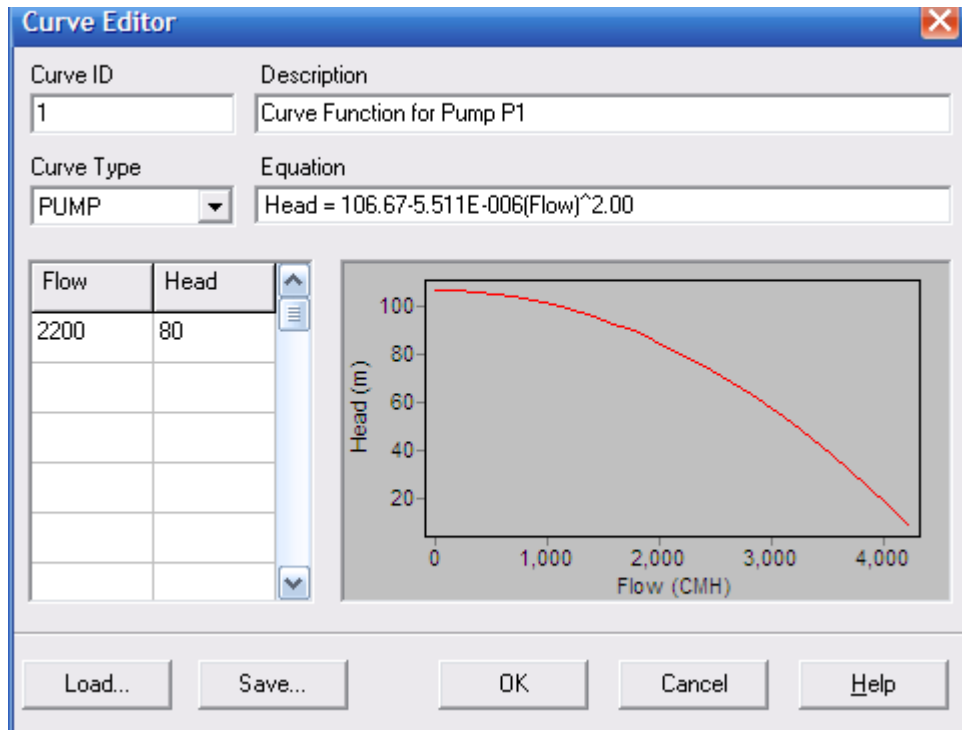 Curve Editor
Curve ID
Description
1
Curve Function for Pump P1
Curve Type
Equation
PUMP
Head = 106.67-5.511E-006(Flow)^2.00
Flow
Head
2200
80
100
80
60
40
20
Head (m)
0
1,000
2,000
3,000
4,000
Flow (CMH)
Load...
Save...
OK
Cancel
Help